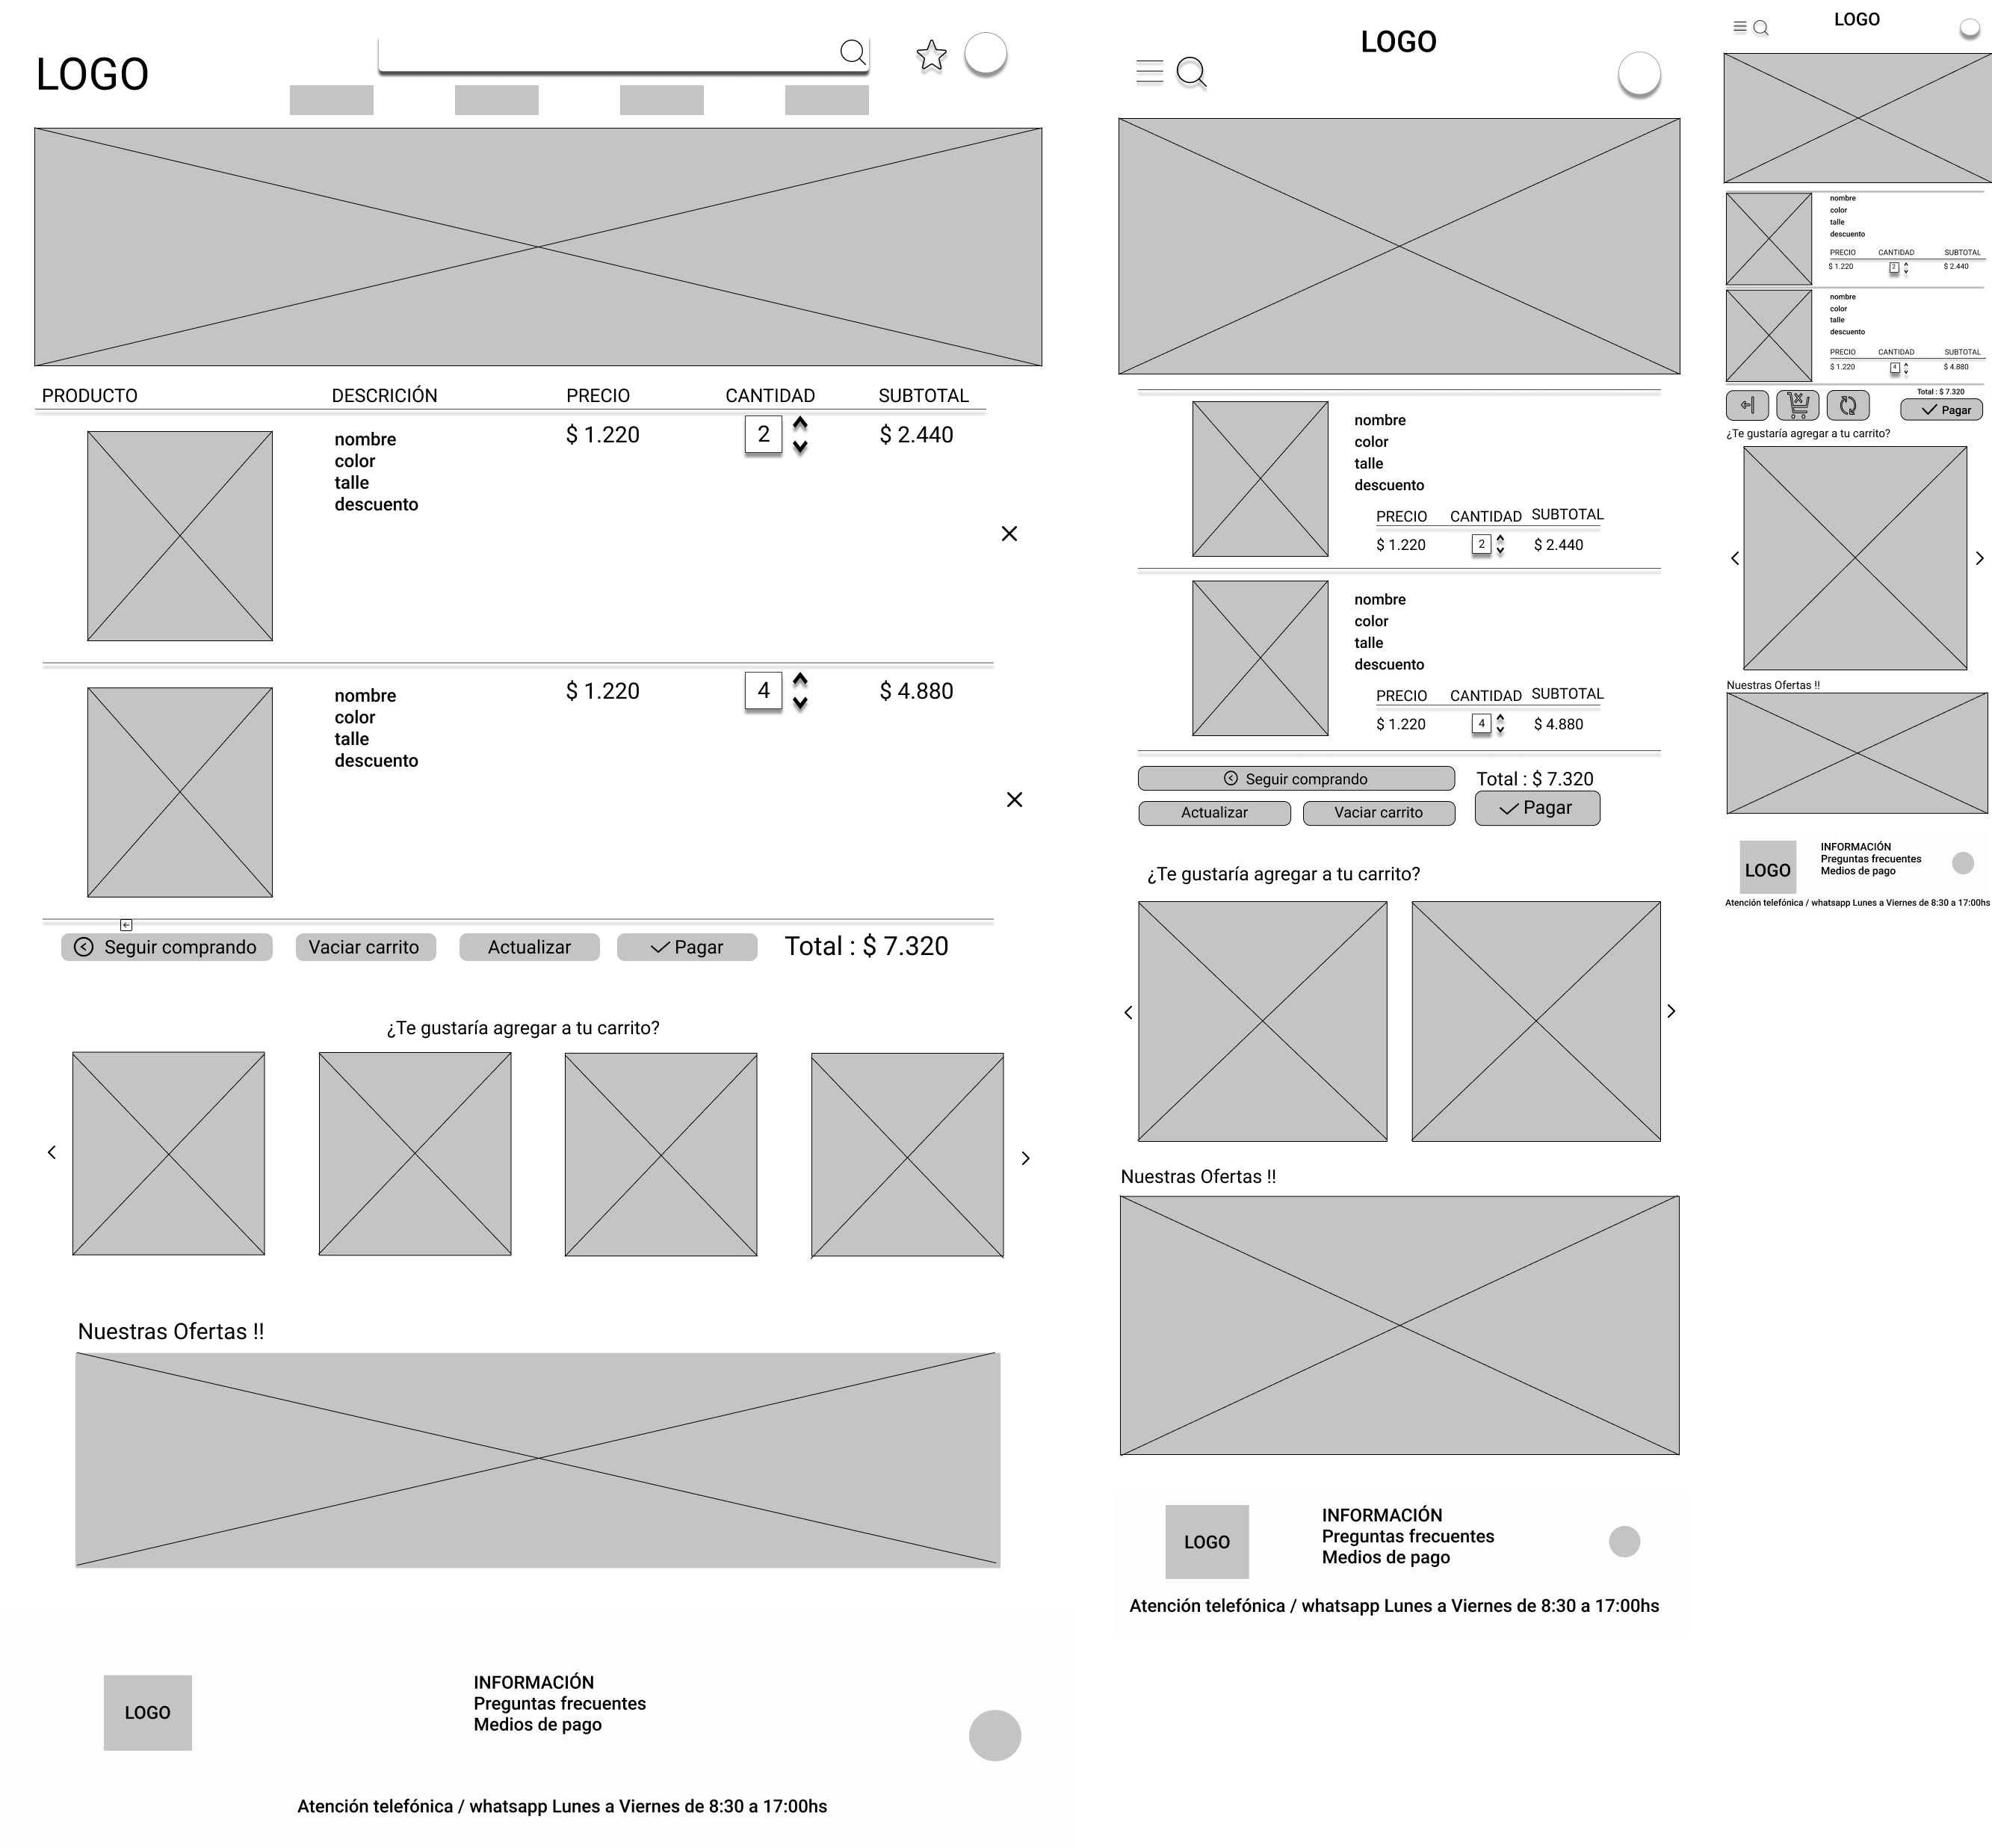 LOGO
PRODUCTO DESCRICIÓN PRECIO CANTIDAD SUBTOTAL
nombre $ 1.220 2 $ 2.440
color
talle
descuento
nombre $ 1.220 4 $ 4.880
color
talle
descuento
Seguir comprando Vaciar carrito Actualizar Pagar Total : $ 7.320
¿Te gustaría agregar a tu carrito?
Nuestras Ofertas !!
LOGO
INFORMACIÓN
Preguntas frecuentes
Medios de pago
Atención telefónica / whatsapp Lunes a Viernes de 8:30 a 17:00hs
LOGO
nombre
color
talle
descuento
PRECIO CANTIDAD SUBTOTAL
$ 1.220 2 $ 2.440
nombre
color
talle
descuento
PRECIO CANTIDAD SUBTOTAL
$ 1.220 4 $ 4.880
Seguir comprando Total : $ 7.320
Actualizar Vaciar carrito Pagar
¿Te gustaría agregar a tu carrito?
Nuestras Ofertas !!
LOGO
INFORMACIÓN
Preguntas frecuentes
Medios de pago
Atención telefónica / whatsapp Lunes a Viernes de 8:30 a 17:00hs
LOGO
nombre
color
talle
descuento
PRECIO CANTIDAD SUBTOTAL
$ 1.220 2 $ 2.440
nombre
color
talle
descuento
PRECIO CANTIDAD SUBTOTAL
$ 1.220 4 $ 4.880
Total : $ 7.320
Pagar
¿Te gustaría agregar a tu carrito?
Nuestras Ofertas !!
LOGO
INFORMACIÓN
Preguntas frecuentes
Medios de pago
Atención telefónica / whatsapp Lunes a Viernes de 8:30 a 17:00hs